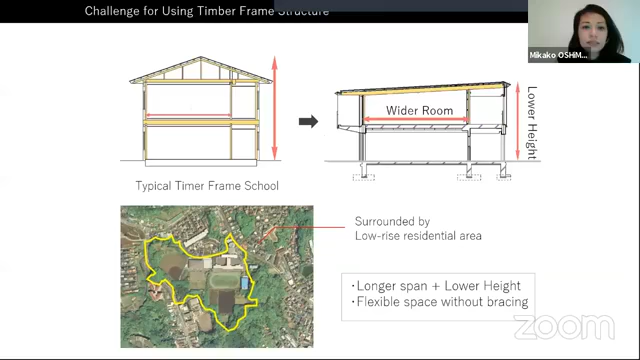 Challenge for Using Timber Frame Structure
Mikako OSHIM...
Wider Room
Lower Height
Typical Timer Frame School
Surrounded by
Low-rise residential area
・Longer span + Lower Height
・Flexible space without bracing
zoom